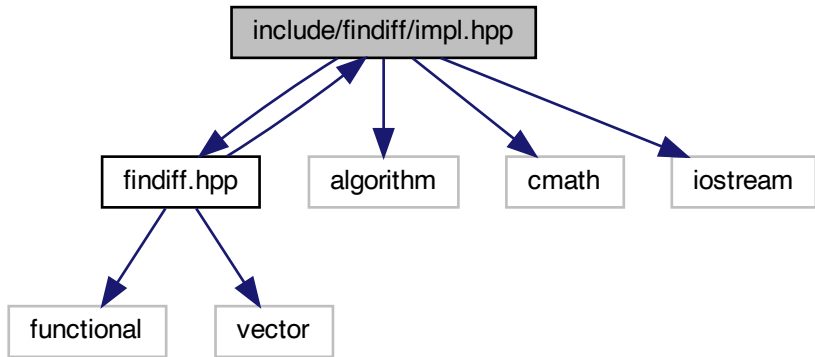 include/findiff/impl.hpp
findiff.hpp
algorithm
cmath
iostream
functional
vector